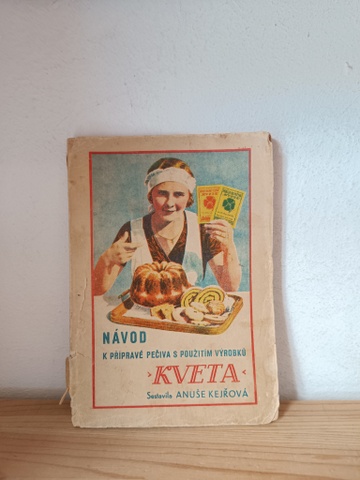 NÁVOD
K PŘÍPRAVĚ PEČIVA S POUŽITÍM VÝROBKŮ
KVETA
Sestavila ANUŠE KEJŘOVÁ